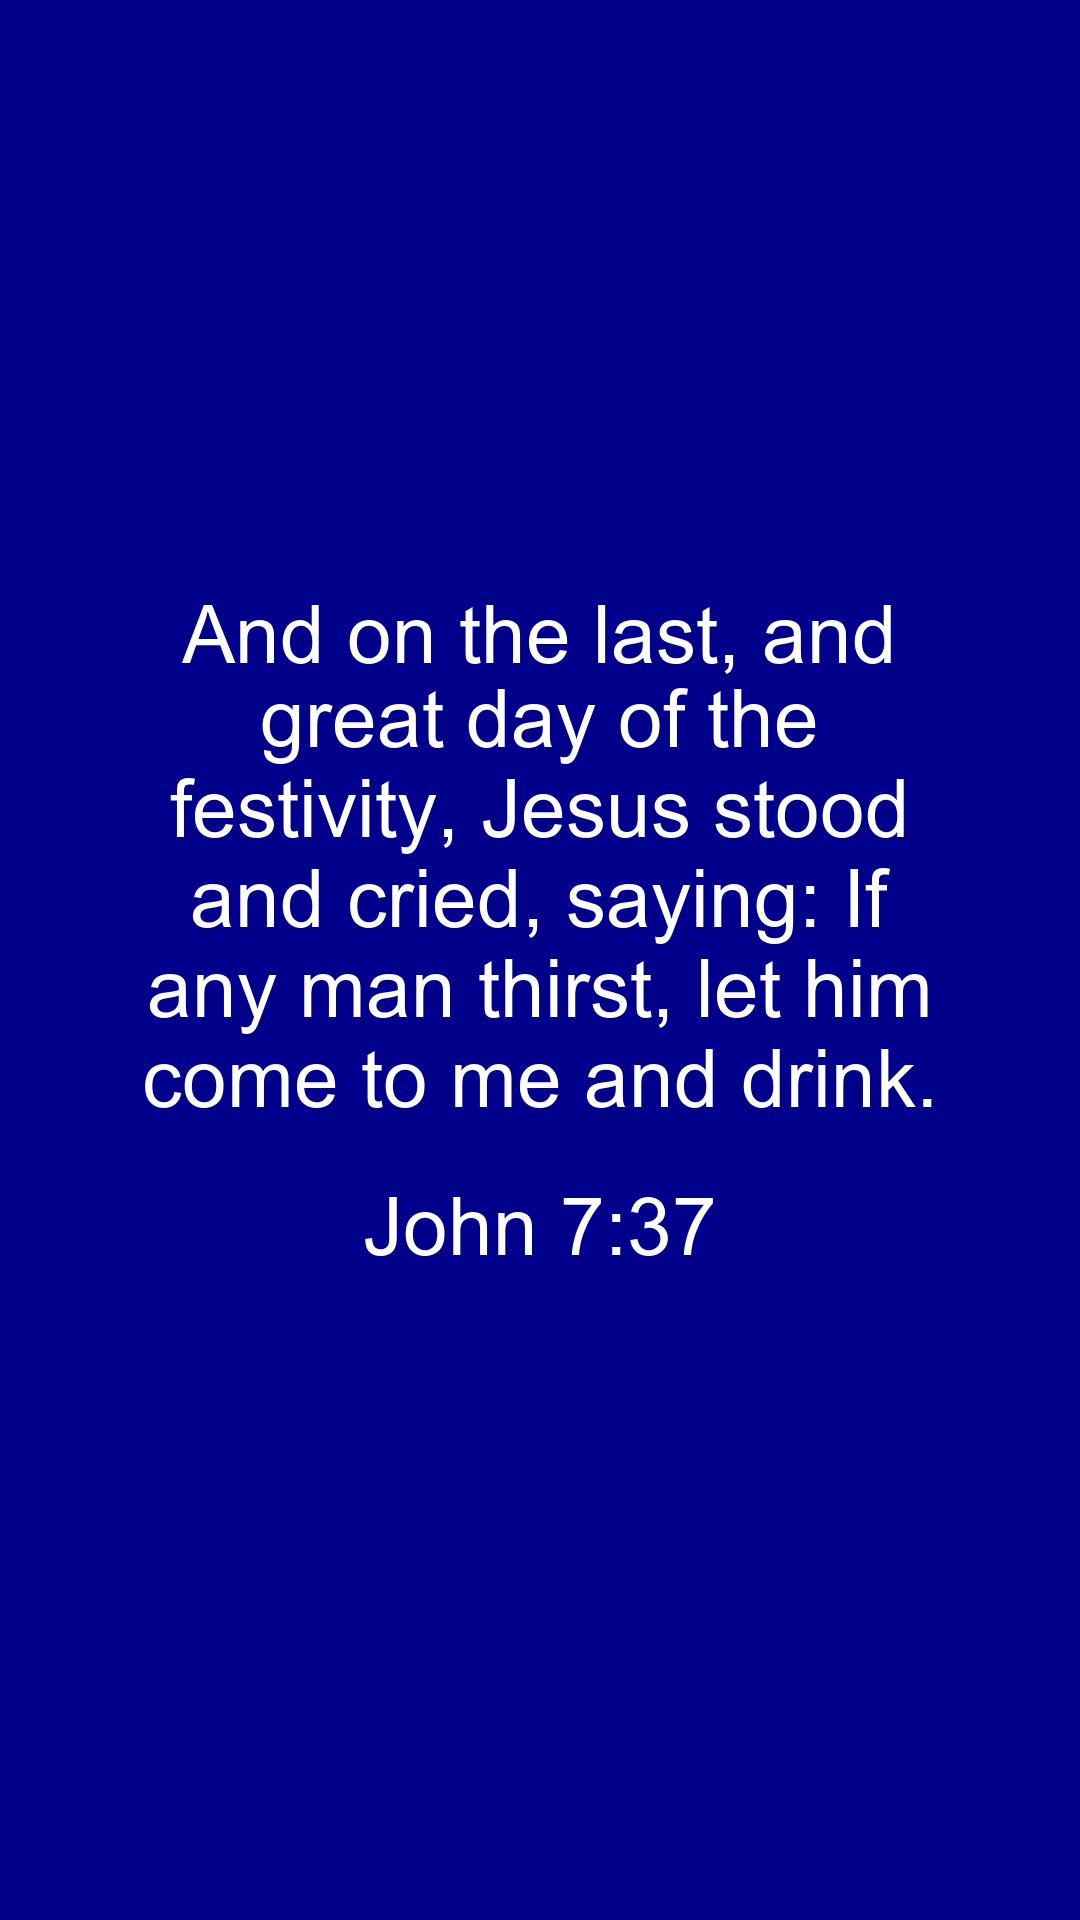 And on the last, and
great day of the
festivity, Jesus stood
and cried, saying: If
any man thirst, let him
come to me and drink.
John 7:37